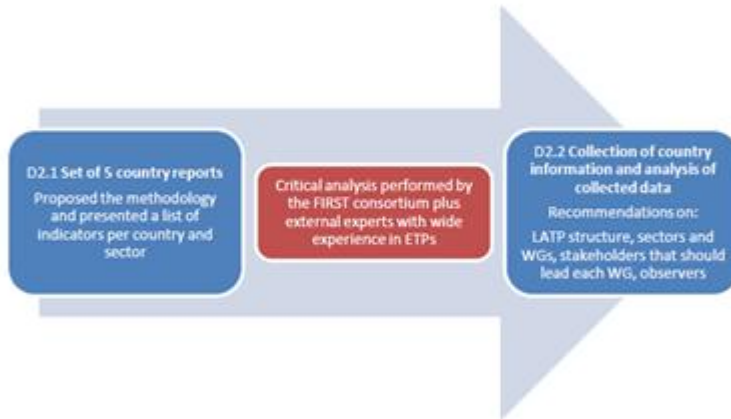 D2.1 Set of 5 country reports
Proposed the methodology
and presented a list of
indicators per country and
sector
Critical analysis performed by
the FIRST consortium plus
external experts with wide
experience in ETPs
D2.2 Collection of country
information and analysis of
collected data
Recommendations on:
LATP structure, sectors and
WGs, stakeholders that should
lead each WG, observers